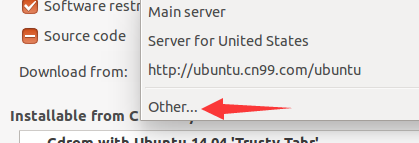 Software restr
Main server
Source code
Server for United States
Download from:
http://ubuntu.cn99.com/ubuntu
Other...
Installable from C
Cdrom with Ubuntu 14.04 'Trusty Tahr'